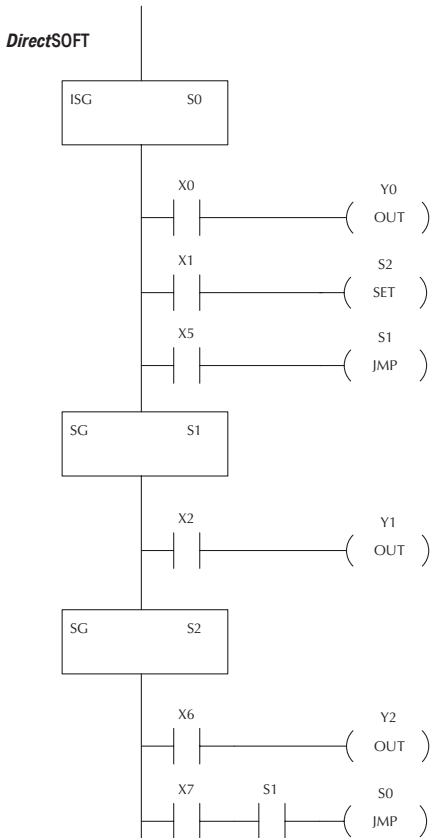 DirectSOFT
ISG S0
X0 Y0
OUT
X1 S2
SET
X5 S1
JMP
SG S1
X2 Y1
OUT
SG S2
X6 Y2
OUT
X7 S1 S0
JMP